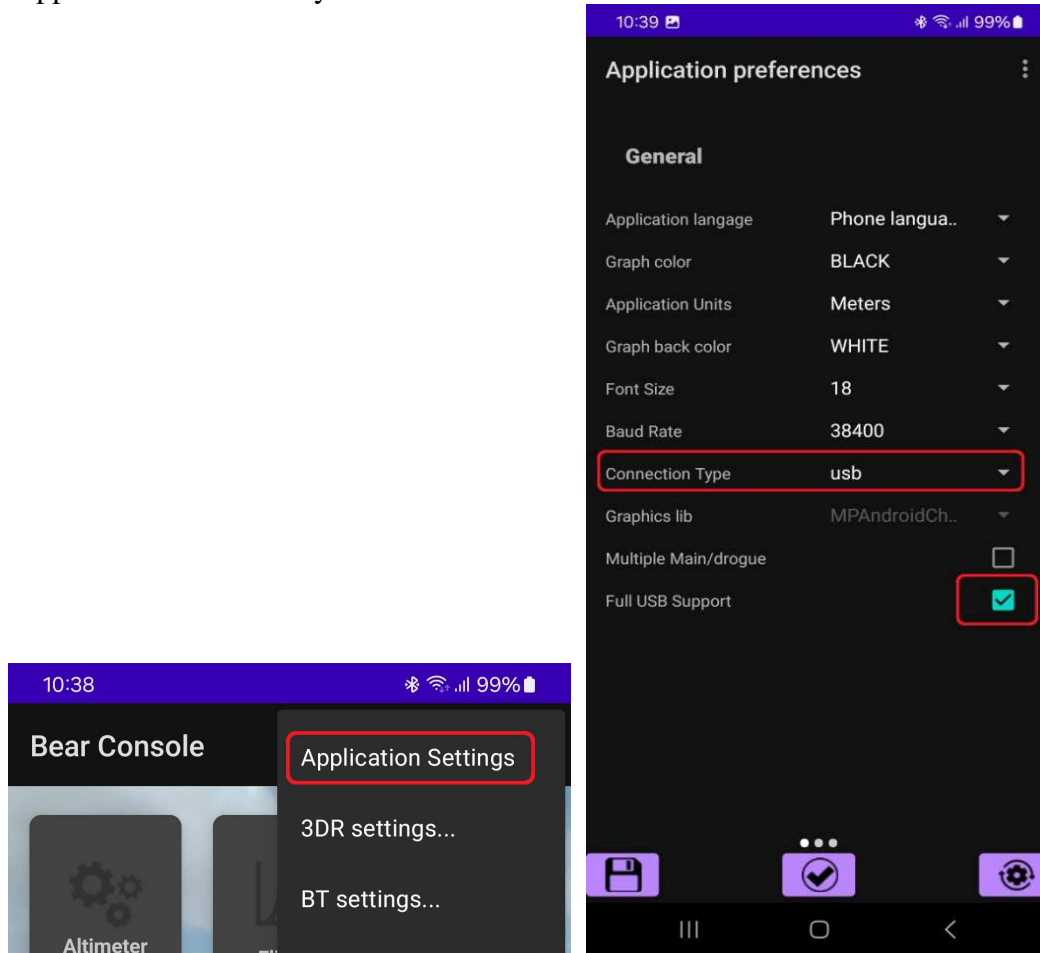 10:39 99%
Application preferences
General
Application langage Phone langua..
Graph color BLACK
Application Units Meters
Graph back color WHITE
Font Size 18
Baud Rate 38400
Connection Type usb
Graphics lib MPAndroidCh..
Multiple Main/drogue
Full USB Support
10:38 99%
Bear Console
Application Settings
3DR settings...
BT settings...
Altimeter